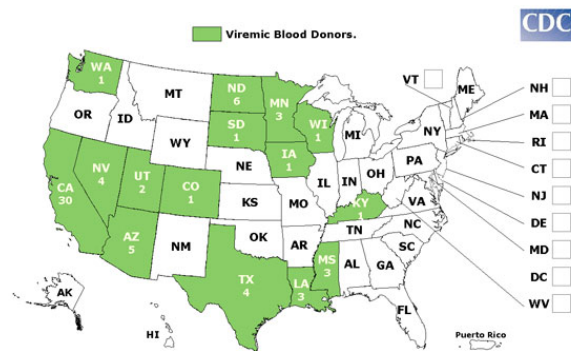 Viremic Blood Donors.
CDC
WA
1
MT
ND
6
MN
3
VT
ME
NH
OR
ID
SD
1
WI
1
MI
NY
MA
RI
WY
IA
1
PA
CT
NV
4
NE
IL
IN
OH
NJ
UT
2
CO
1
DE
CA
30
KS
MO
KY
1
VA
MD
AZ
5
NM
OK
AR
TN
NC
DC
SC
WV
TX
4
LA
3
MS
3
AL
GA
AK
HI
FL
Puerto Rico